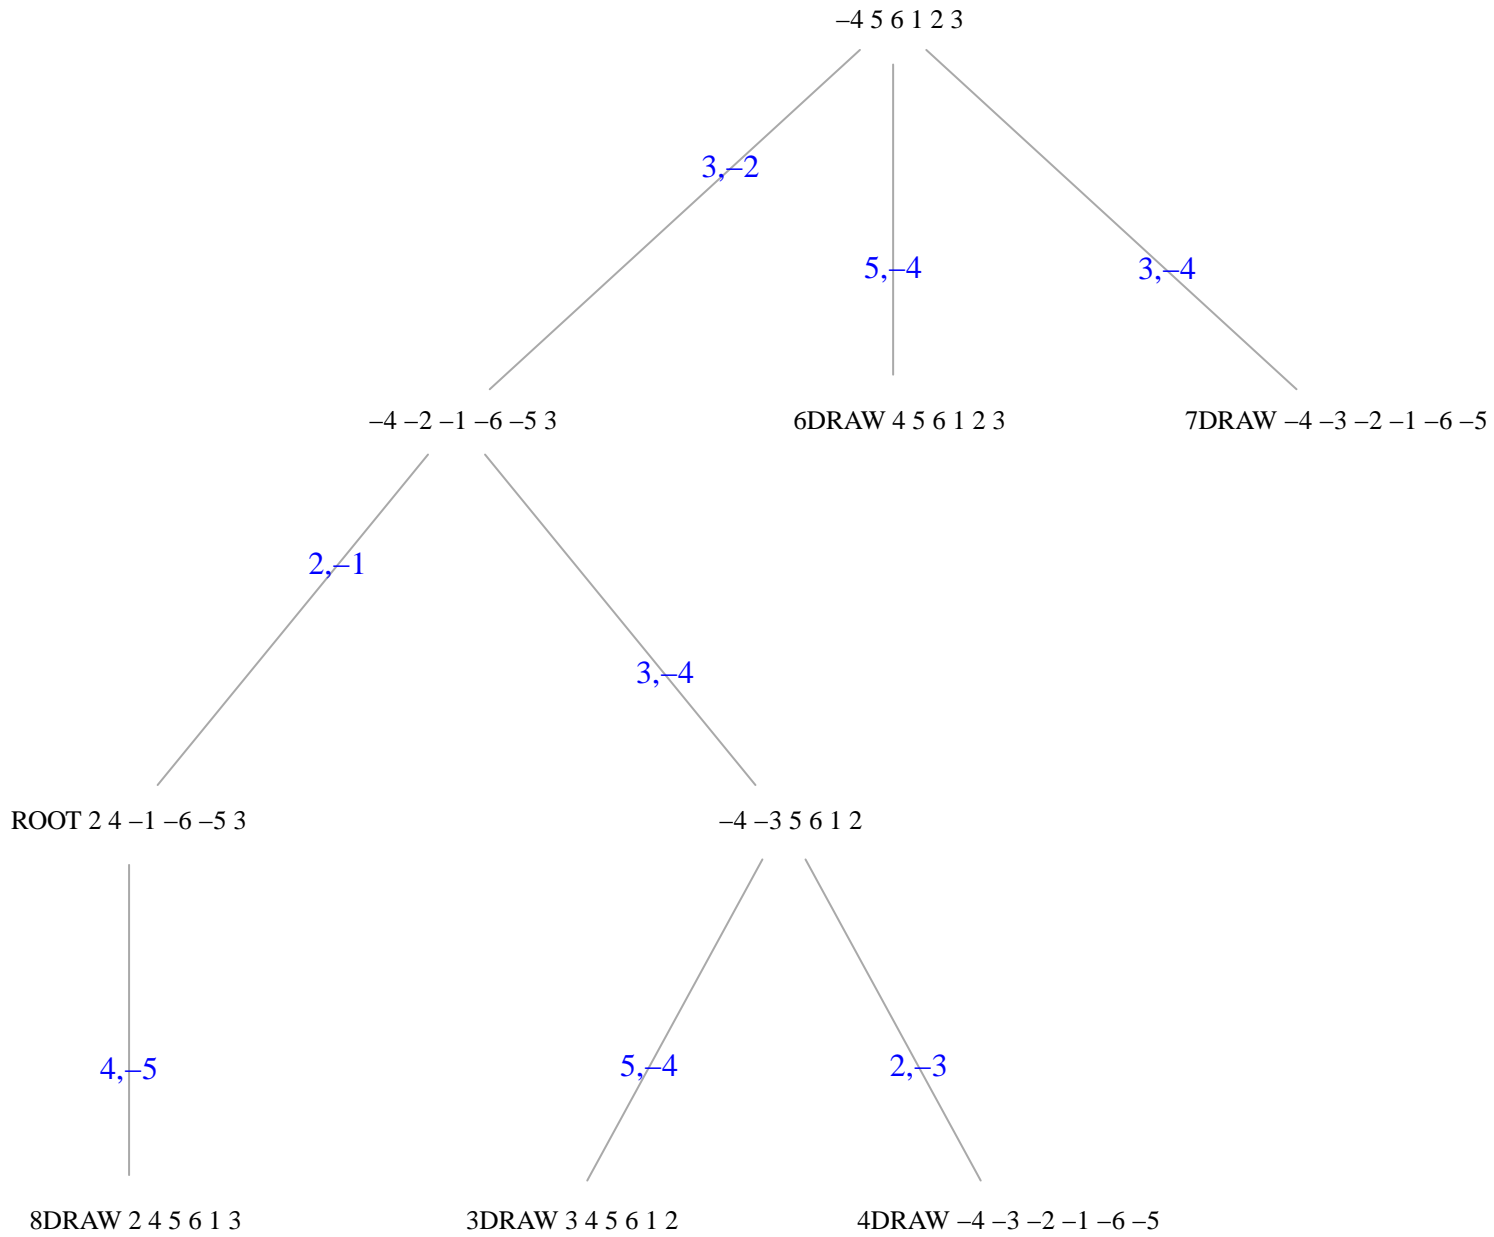 –4 5 6 1 2 3
3,–2
5,–4
3,–4
–4 –2 –1 –6 –5 3
6DRAW 4 5 6 1 2 3
7DRAW –4 –3 –2 –1 –6 –5
2,–1
3,–4
ROOT 2 4 –1 –6 –5 3
–4 –3 5 6 1 2
4,–5
5,–4
2,–3
8DRAW 2 4 5 6 1 3
3DRAW 3 4 5 6 1 2
4DRAW –4 –3 –2 –1 –6 –5